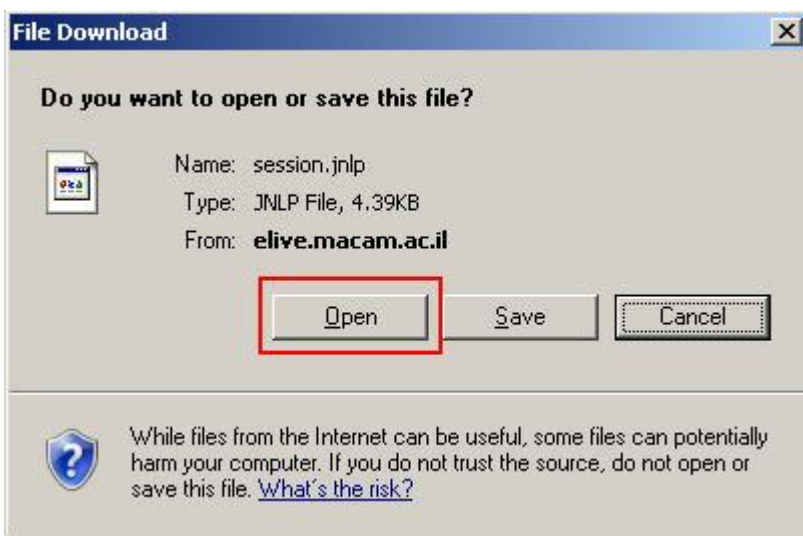 File Download
Do you want to open or save this file?
Name: session.jnlp
Type: JNLP File, 4.39KB
From: elive.macam.ac.il
Open Save Cancel
While files from the Internet can be useful, some files can potentially
harm your computer. If you do not trust the source, do not open or
save this file. What's the risk?